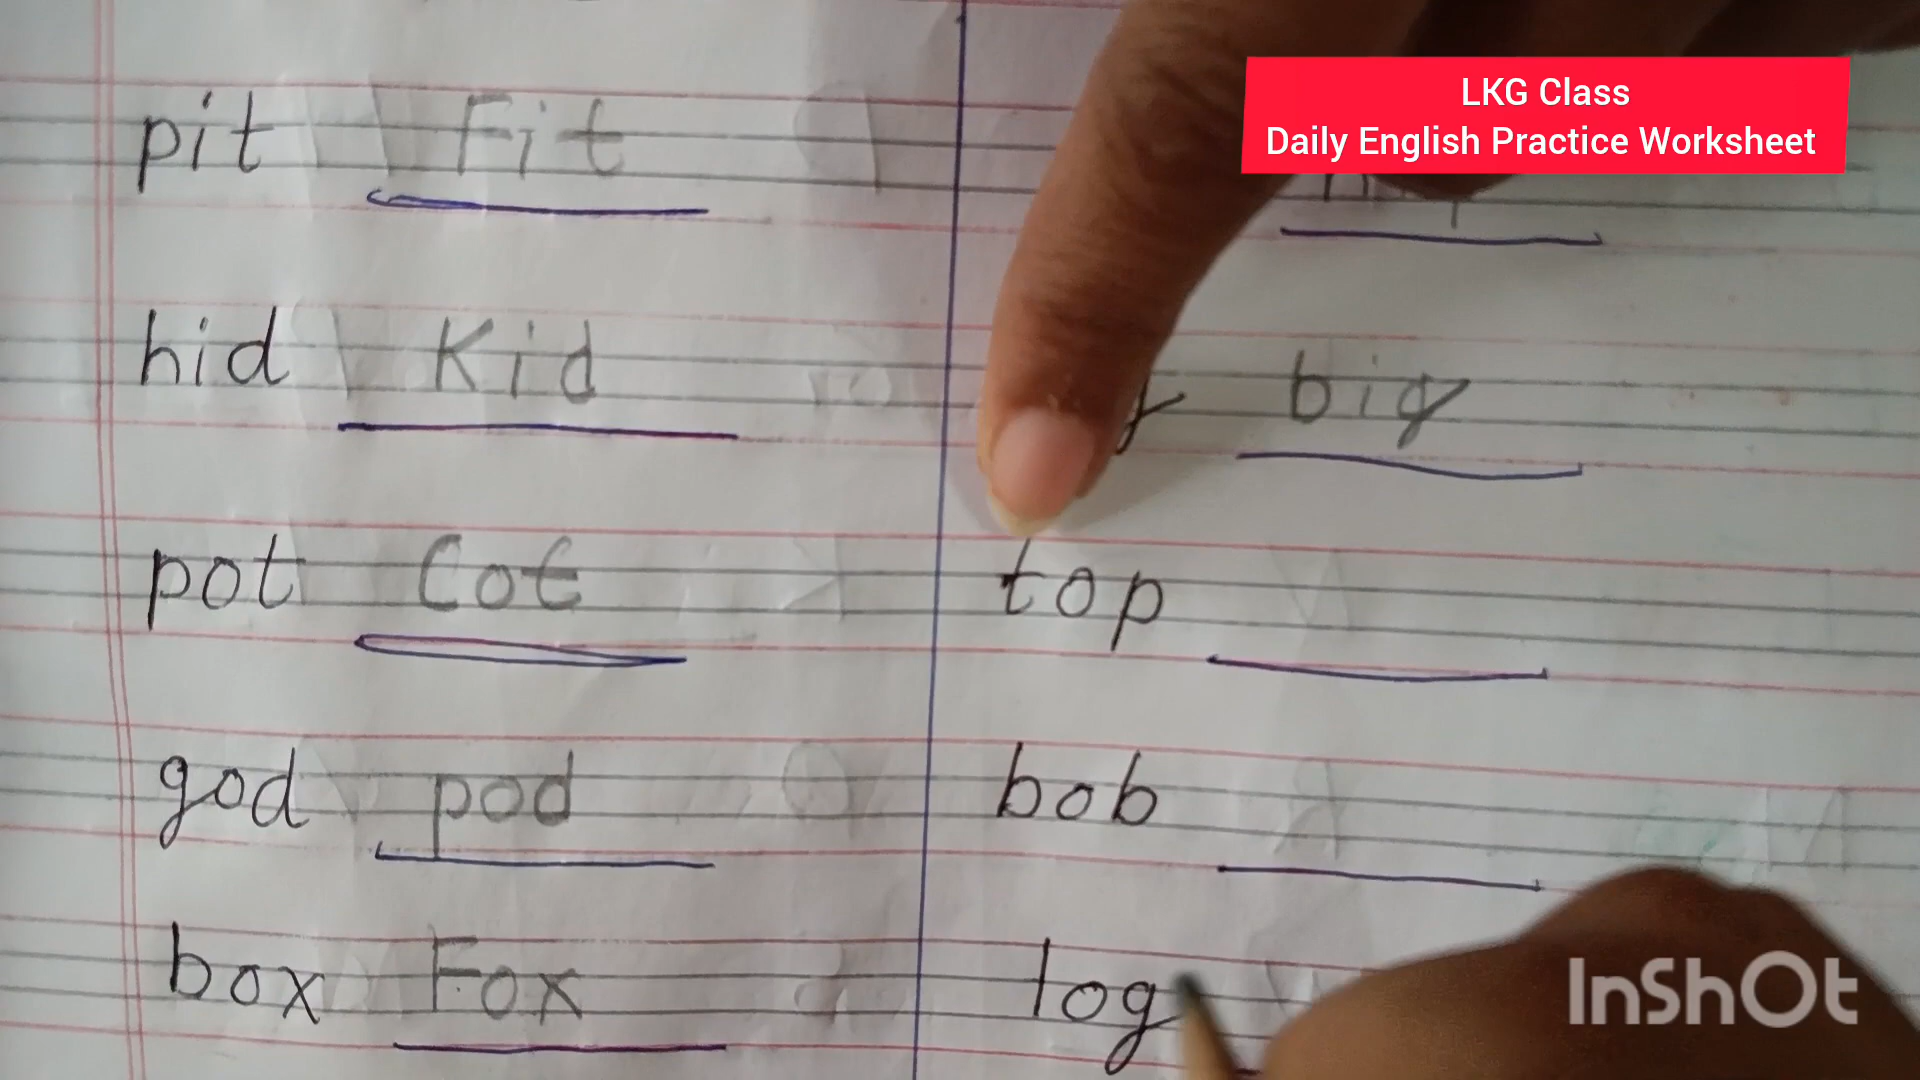 LKG Class
Daily English Practice Worksheet
pit Fit
hid Kid big
pot Cot top
god pod bob
box Fox log
InShOt